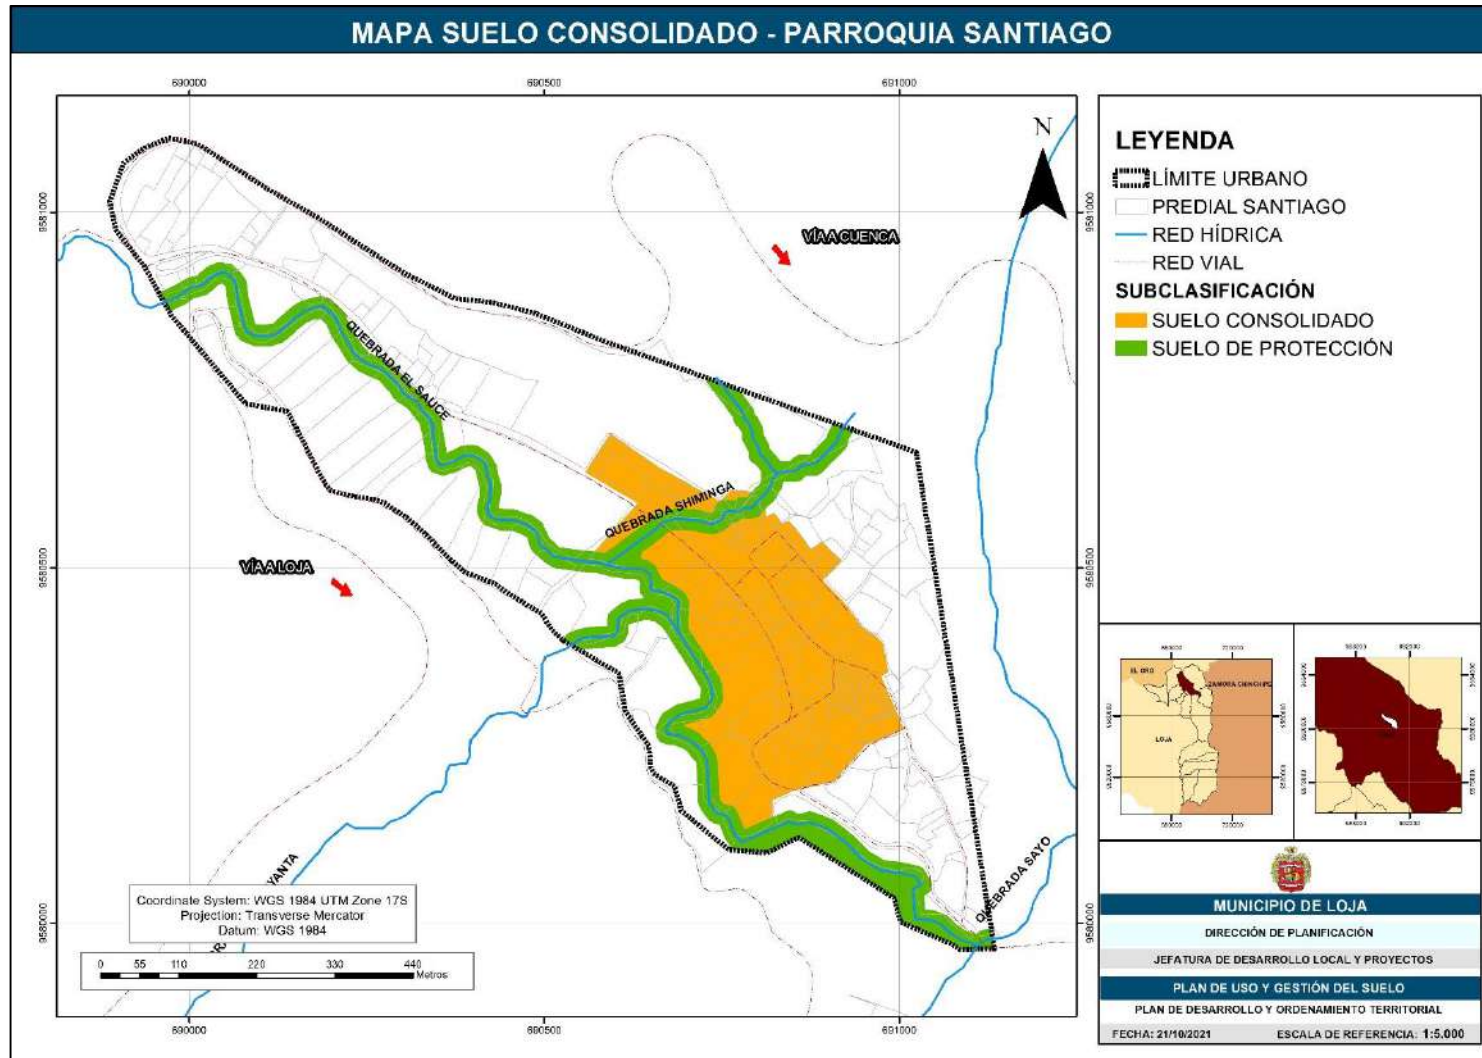 MAPA SUELO CONSOLIDADO - PARROQUIA SANTIAGO
690000
690500
691000
N
VÍA A CUENCA
9581000
9581000
QUEBRADA EL SAUCE
QUEBRADA SHIMINGA
VÍA A LOJA
9580500
9580500
QUEBRADA SAYO
YANTA
9580000
9580000
Coordinate System: WGS 1984 UTM Zone 17S
Projection: Transverse Mercator
Datum: WGS 1984
0 55 110 220 330 440
Metros
690000
690500
691000
LEYENDA
LÍMITE URBANO
PREDIAL SANTIAGO
RED HÍDRICA
RED VIAL
SUBCLASIFICACIÓN
SUELO CONSOLIDADO
SUELO DE PROTECCIÓN
EL ORO
ZAMORA CHINCHIPE
LOJA
MUNICIPIO DE LOJA
DIRECCIÓN DE PLANIFICACIÓN
JEFATURA DE DESARROLLO LOCAL Y PROYECTOS
PLAN DE USO Y GESTIÓN DEL SUELO
PLAN DE DESARROLLO Y ORDENAMIENTO TERRITORIAL
FECHA: 21/10/2021 ESCALA DE REFERENCIA: 1:5.000